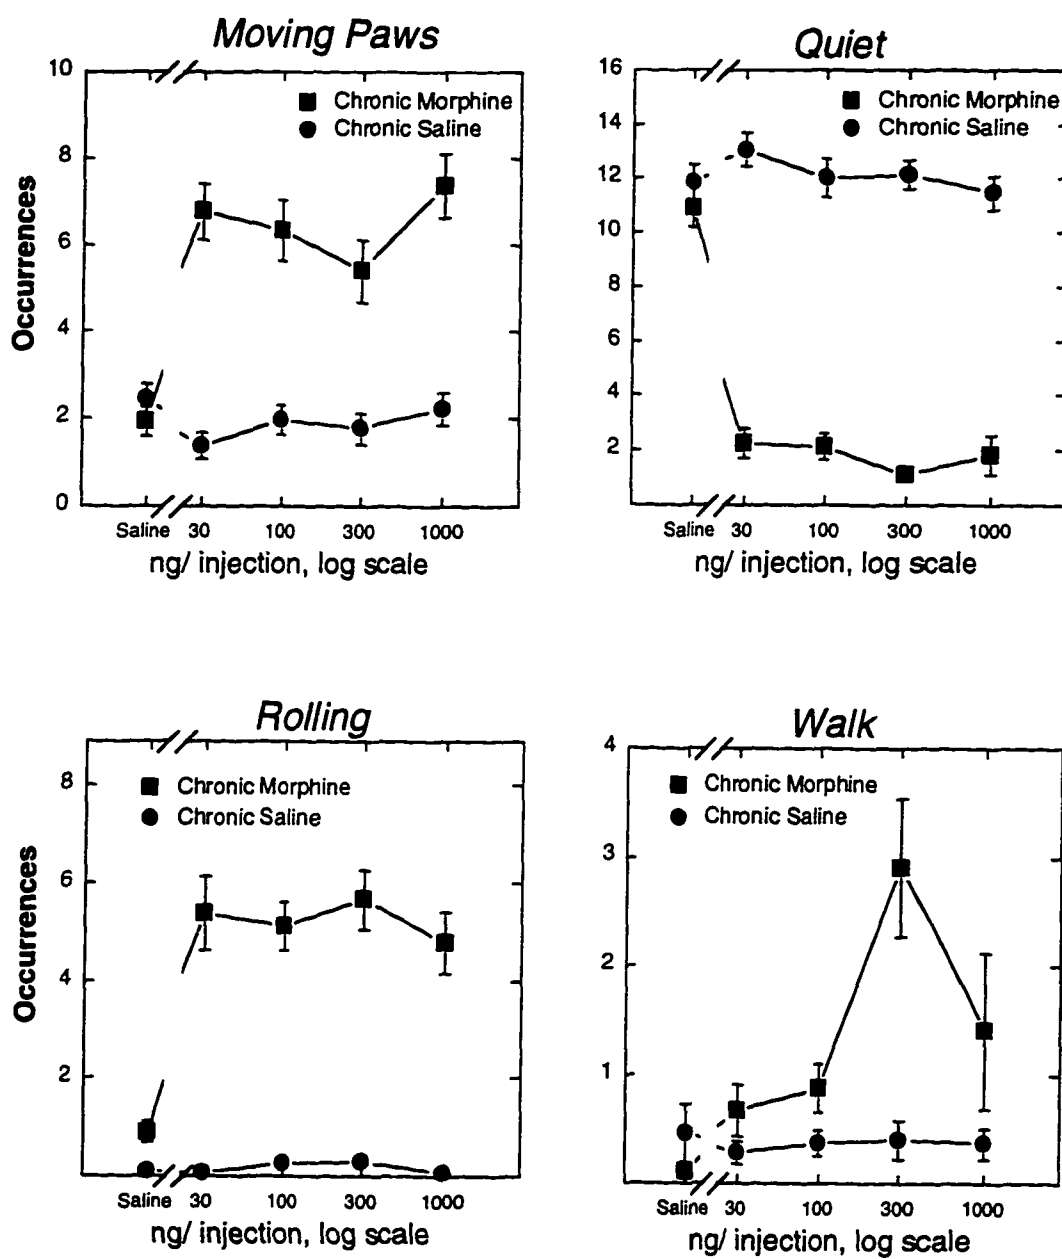 Moving Paws
10
8
6
4
2
0
Occurrences
Chronic Morphine
Chronic Saline
Saline 30 100 300 1000
ng/ injection, log scale
Quiet
16
14
12
10
8
6
4
2
Chronic Morphine
Chronic Saline
Saline 30 100 300 1000
ng/ injection, log scale
Rolling
8
6
4
2
Occurrences
Chronic Morphine
Chronic Saline
Saline 30 100 300 1000
ng/ injection, log scale
Walk
4
3
2
1
Chronic Morphine
Chronic Saline
Saline 30 100 300 1000
ng/ injection, log scale